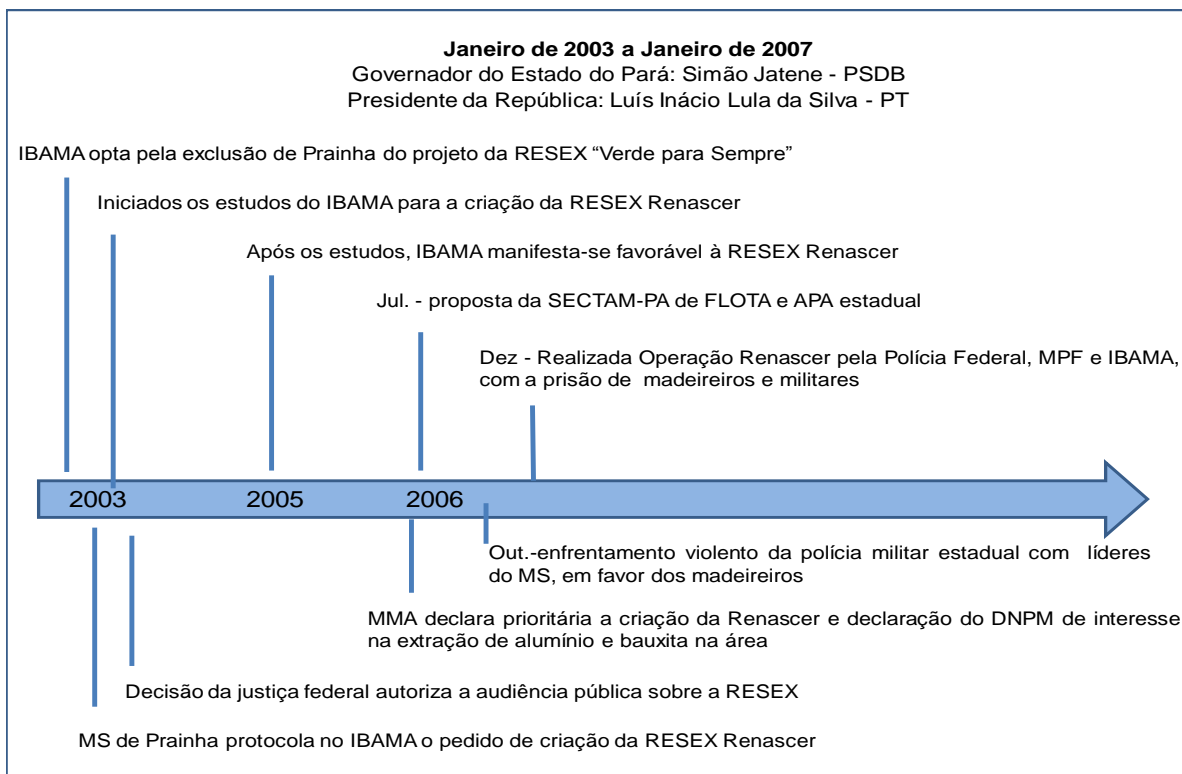 Janeiro de 2003 a Janeiro de 2007
Governador do Estado do Pará: Simão Jatene - PSDB
Presidente da República: Luís Inácio Lula da Silva - PT
IBAMA opta pela exclusão de Prainha do projeto da RESEX “Verde para Sempre”
Iniciados os estudos do IBAMA para a criação da RESEX Renascer
Após os estudos, IBAMA manifesta-se favorável à RESEX Renascer
Jul. - proposta da SECTAM-PA de FLOTA e APA estadual
Dez - Realizada Operação Renascer pela Polícia Federal, MPF e IBAMA,
com a prisão de madeireiros e militares
2003 2005 2006
Out.-enfrentamento violento da polícia militar estadual com líderes
do MS, em favor dos madeireiros
MMA declara prioritária a criação da Renascer e declaração do DNPM de interesse
na extração de alumínio e bauxita na área
Decisão da justiça federal autoriza a audiência pública sobre a RESEX
MS de Prainha protocola no IBAMA o pedido de criação da RESEX Renascer